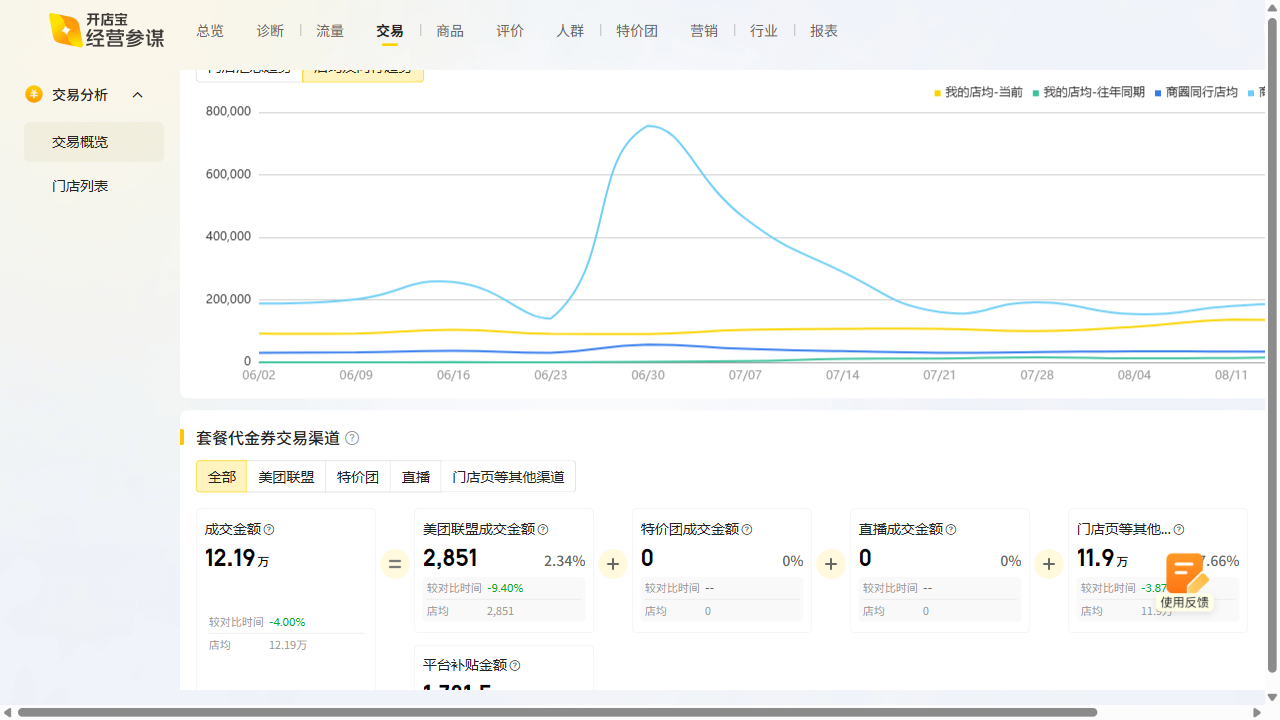 开店宝
经营参谋
总览
诊断
流量
交易
商品
评价
人群
特价团
营销
行业
报表
交易分析
交易概览
门店列表
我的店均-当前
我的店均-往年同期
商圈同行店均
800,000
600,000
400,000
200,000
0
06/02
06/09
06/16
06/23
06/30
07/07
07/14
07/21
07/28
08/04
08/11
套餐代金券交易渠道
全部
美团联盟
特价团
直播
门店页等其他渠道
成交金额
12.19万
较对比时间 -4.00%
店均 12.19万
=
美团联盟成交金额
2,851 2.34%
较对比时间 -9.40%
店均 2,851
+
特价团成交金额
0 0%
较对比时间 --
店均 0
+
直播成交金额
0 0%
较对比时间 --
店均 0
+
门店页等其他...
11.9万 7.66%
较对比时间 -3.87
店均
使用反馈
平台补贴金额